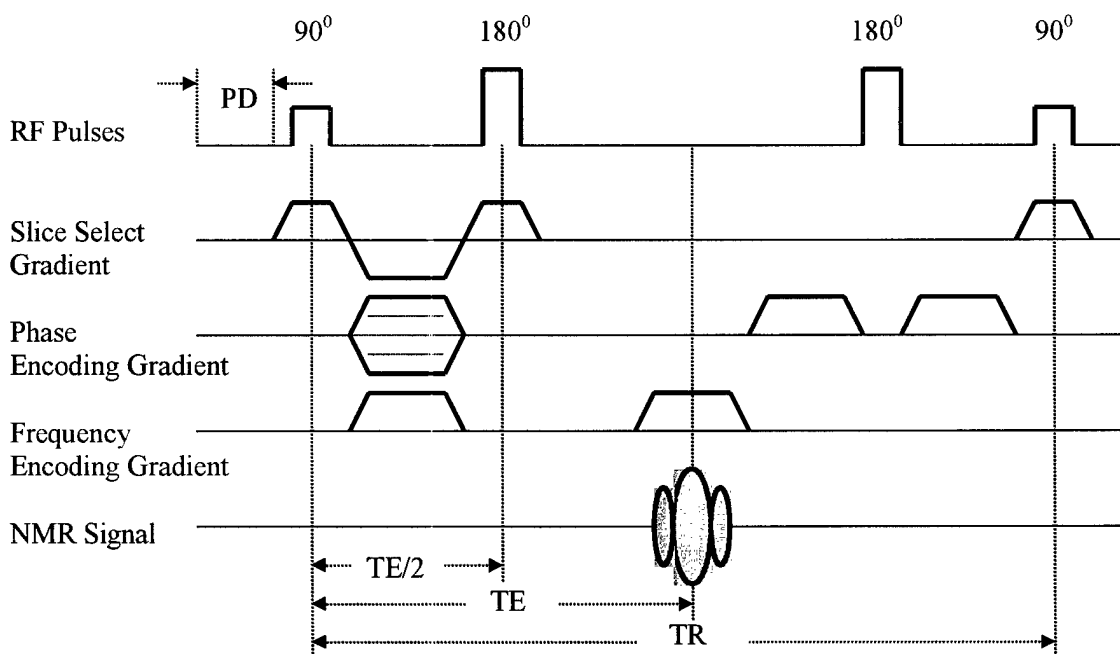 90⁰ 180⁰ 180⁰ 90⁰
PD
RF Pulses
Slice Select
Gradient
Phase
Encoding Gradient
Frequency
Encoding Gradient
NMR Signal
TE/2
TE
TR